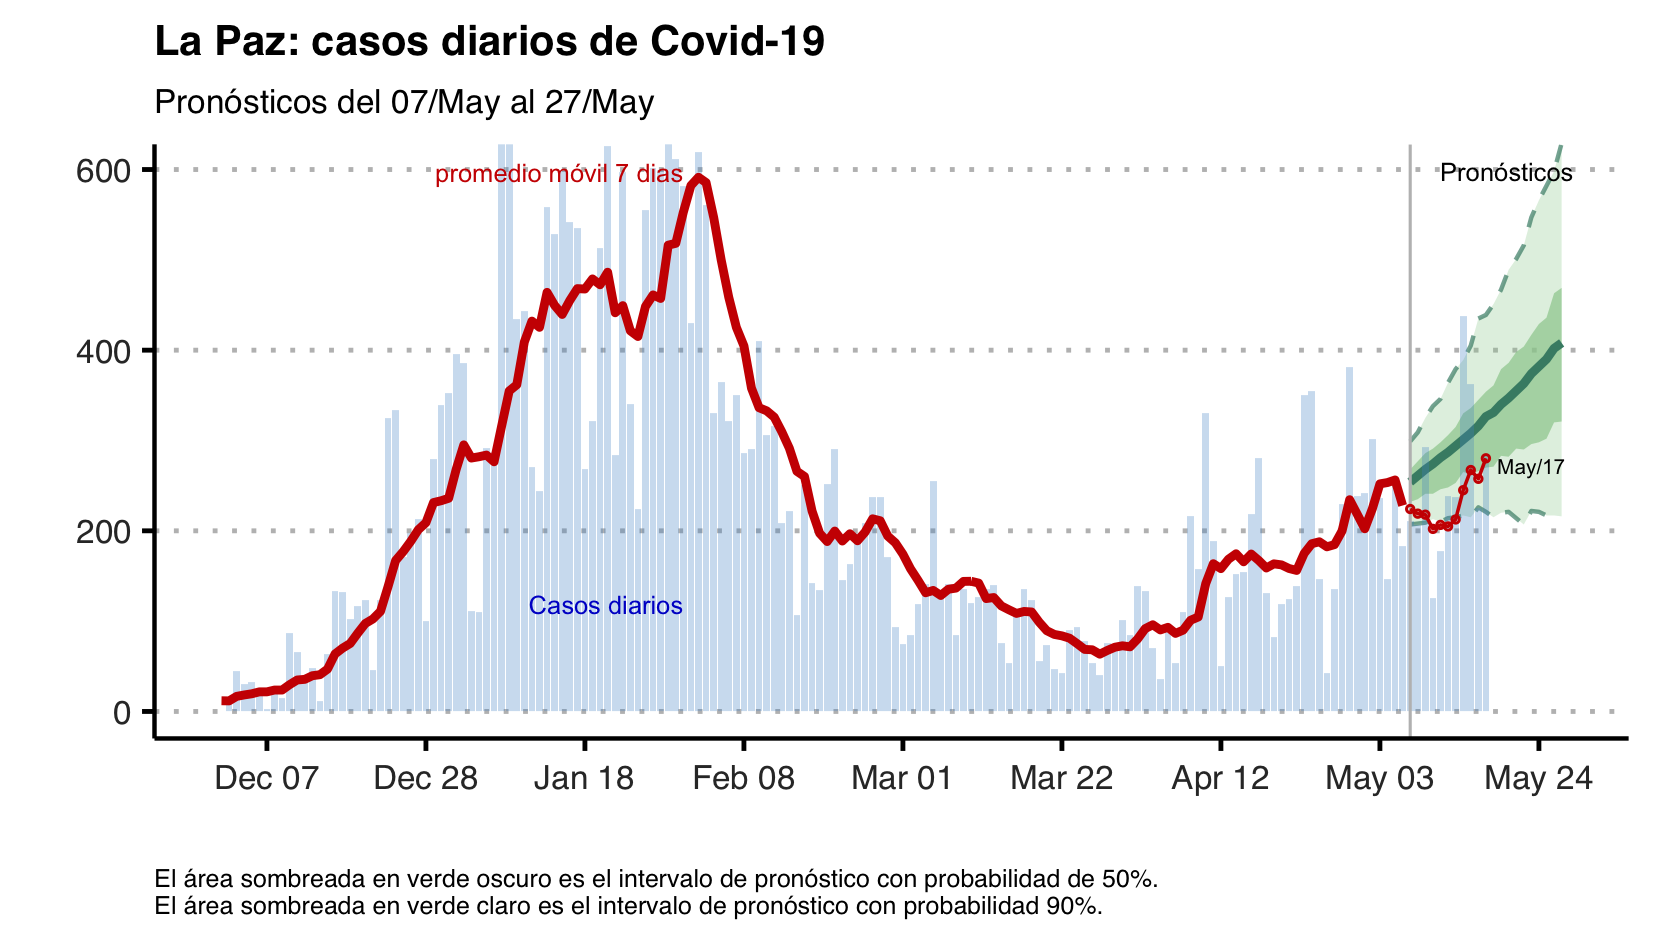 La Paz: casos diarios de Covid-19
Pronósticos del 07/May al 27/May
600
promedio móvil 7 dias
Pronósticos
400
May/17
200
Casos diarios
0
Dec 07 Dec 28 Jan 18 Feb 08 Mar 01 Mar 22 Apr 12 May 03 May 24
El área sombreada en verde oscuro es el intervalo de pronóstico con probabilidad de 50%.
El área sombreada en verde claro es el intervalo de pronóstico con probabilidad 90%.